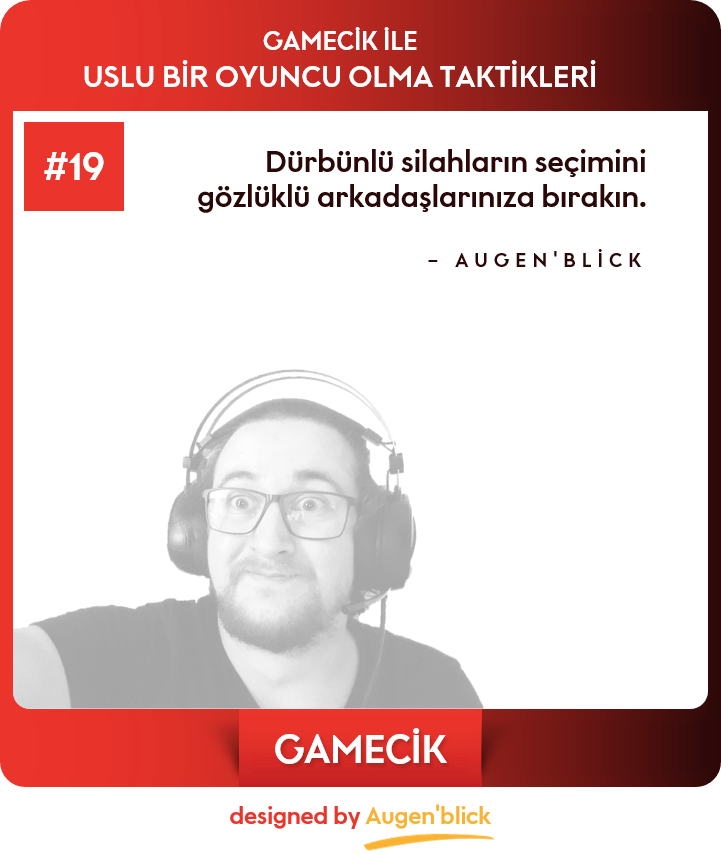 GAMECİK İLE
USLU BİR OYUNCU OLMA TAKTİKLERİ
#19
Dürbünlü silahların seçimini
gözlüklü arkadaşlarınıza bırakın.
– AUGEN'BLİCK
GAMECİK
designed by Augen'blick